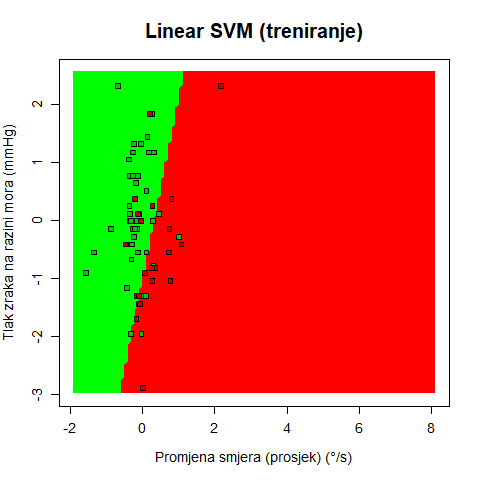 Linear SVM (treniranje)
Tlak zraka na razini mora (mmHg)
2
1
0
-1
-2
-3
-2 0 2 4 6 8
Promjena smjera (prosjek) (°/s)